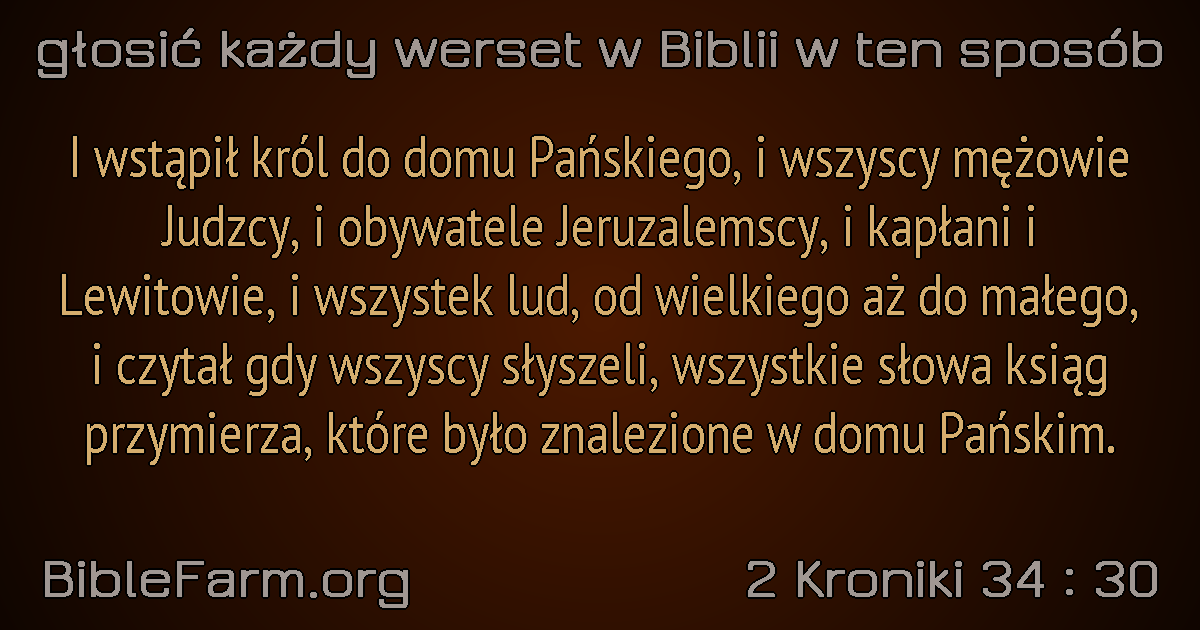 głosić każdy werset w Biblii w ten sposób
I wstąpił król do domu Pańskiego, i wszyscy mężowie
Judzcy, i obywatele Jeruzalemscy, i kapłani i
Lewitowie, i wszystek lud, od wielkiego aż do małego,
i czytał gdy wszyscy słyszeli, wszystkie słowa ksiąg
przymierza, które było znalezione w domu Pańskim.
BibleFarm.org
2 Kroniki 34 : 30